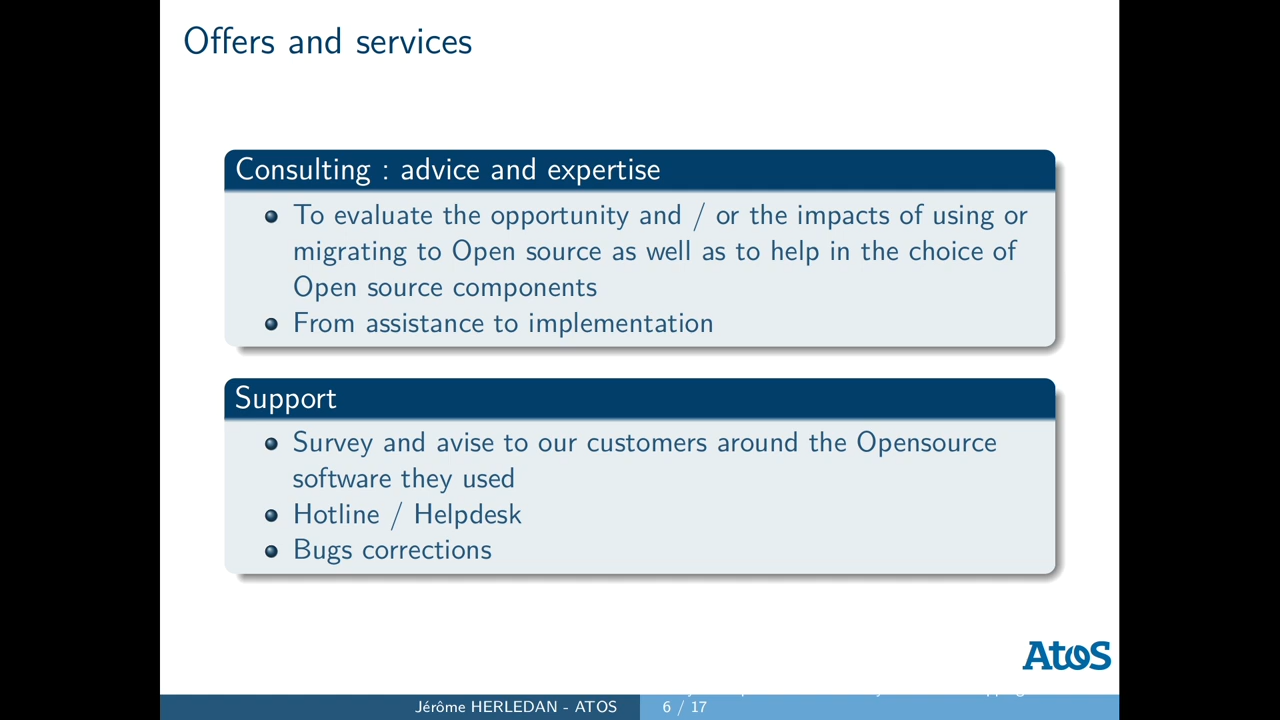 Offers and services
Consulting : advice and expertise
To evaluate the opportunity and / or the impacts of using or
migrating to Open source as well as to help in the choice of
Open source components
From assistance to implementation
Support
Survey and avise to our customers around the Opensource
software they used
Hotline / Helpdesk
Bugs corrections
Atos
Jérôme HERLEDAN - ATOS
6 / 17